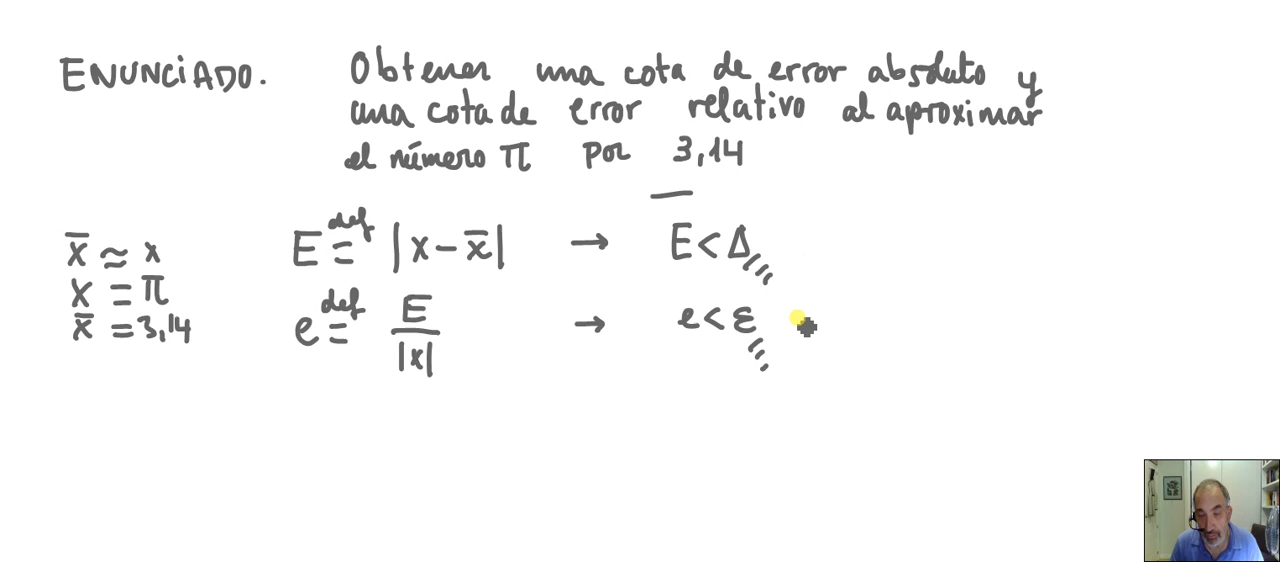 ENUNCIADO. Obtener una cota de error absoluto y
una cota de error relativo al aproximar
el número π por 3,14
x̄ ≈ x E =def |x - x̄| → E < Δ
x = π
x̄ = 3,14 e =def E/|x| → e < ε